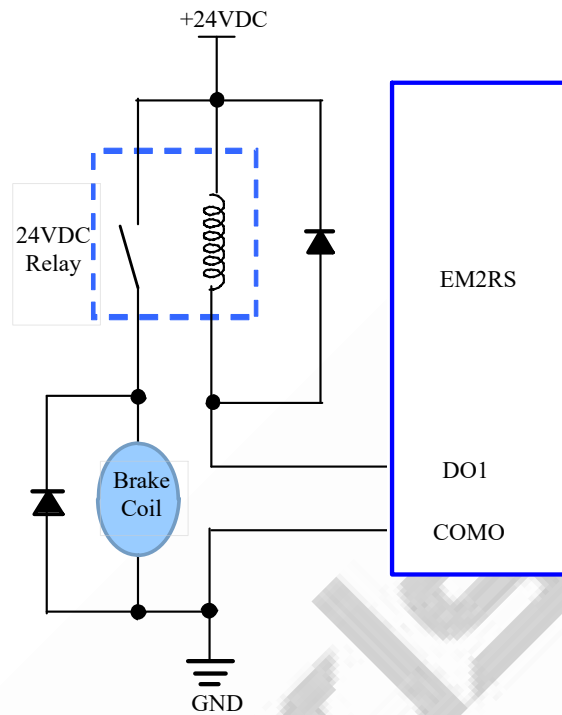 +24VDC
24VDC
Relay
EM2RS
Brake
Coil
DO1
COMO
GND